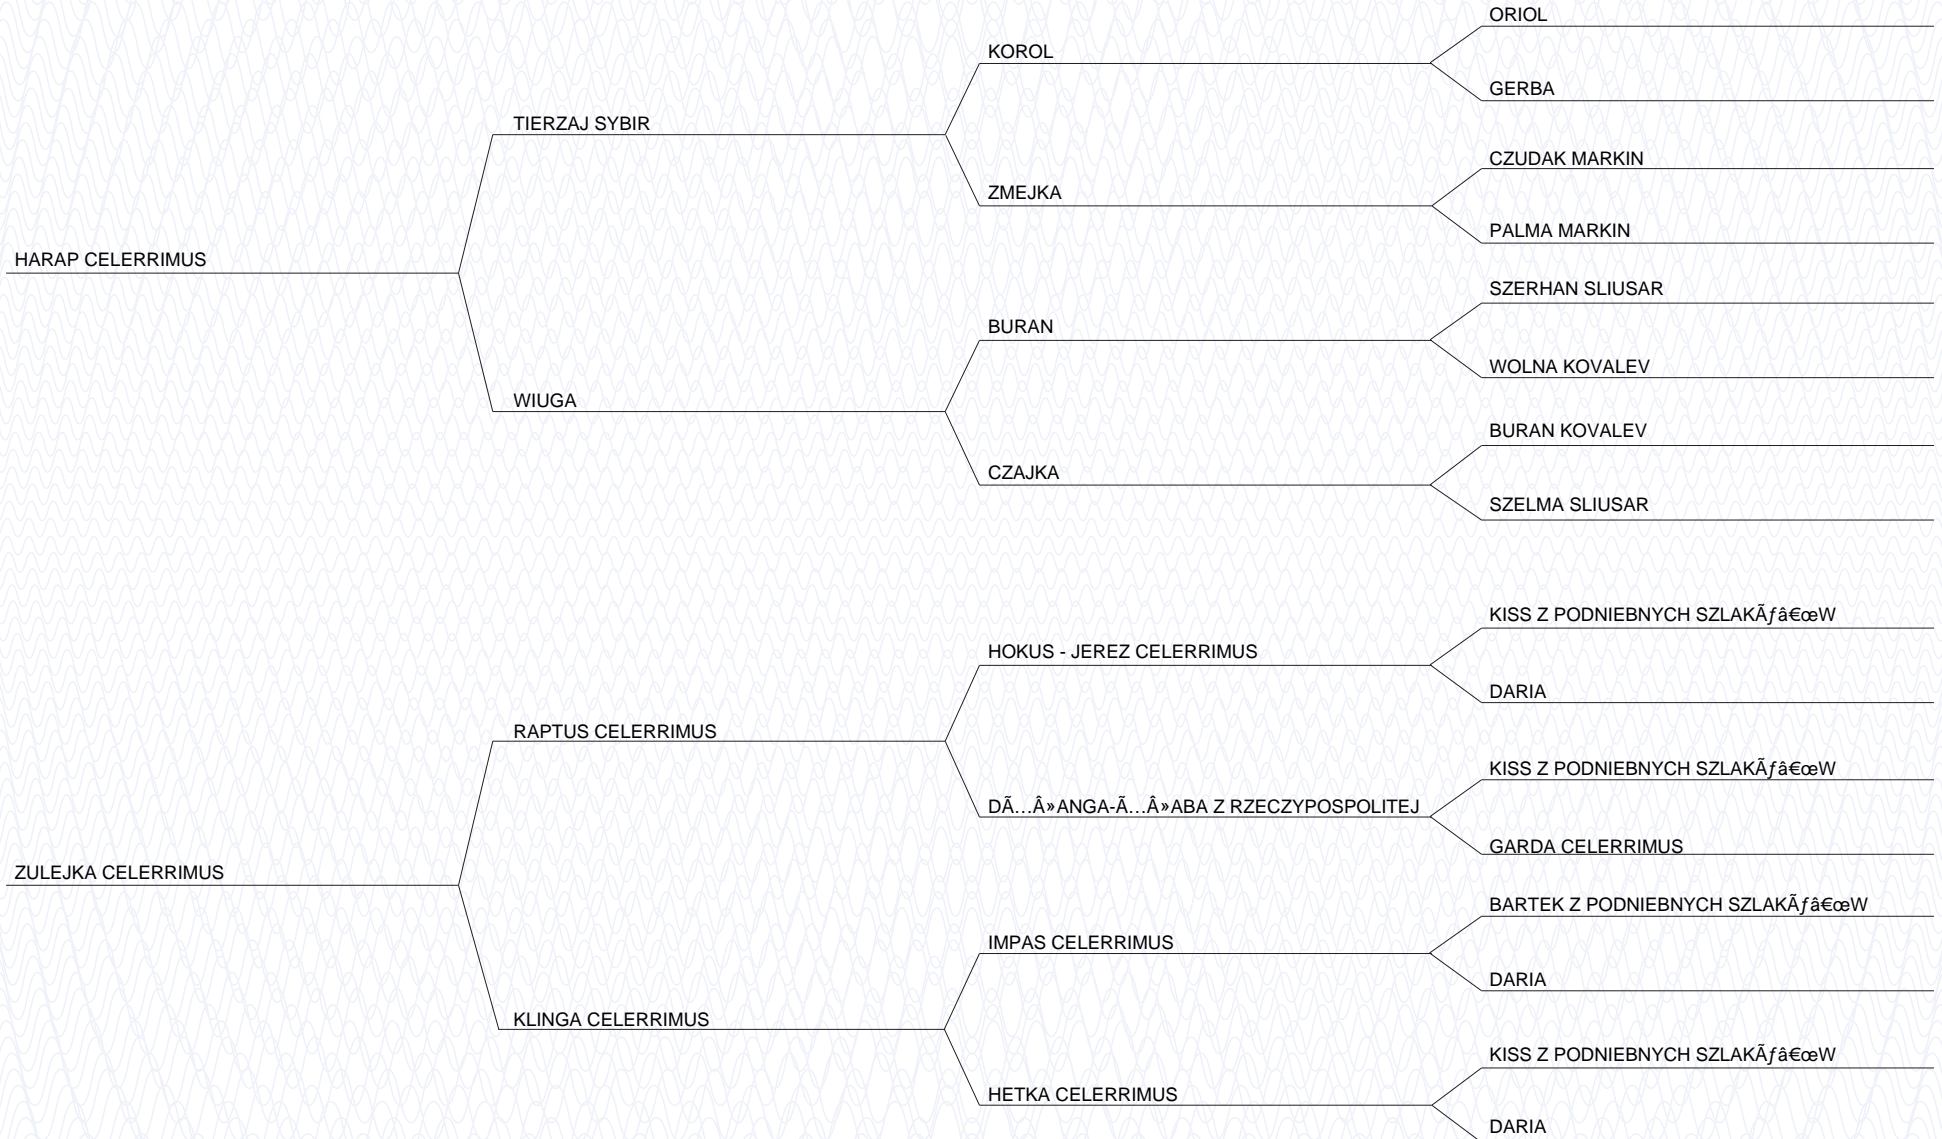 ORIOL
KOROL
GERBA
TIERZAJ SYBIR
CZUDAK MARKIN
ZMEJKA
PALMA MARKIN
HARAP CELERRIMUS
SZERHAN SLIUSAR
BURAN
WOLNA KOVALEV
WIUGA
BURAN KOVALEV
CZAJKA
SZELMA SLIUSAR
KISS Z PODNIEBNYCH SZLAKÃƒâ€œW
HOKUS - JEREZ CELERRIMUS
DARIA
RAPTUS CELERRIMUS
KISS Z PODNIEBNYCH SZLAKÃƒâ€œW
DÃ…Â»ANGA-Ã…Â»ABA Z RZECZYPOSPOLITEJ
GARDA CELERRIMUS
ZULEJKA CELERRIMUS
BARTEK Z PODNIEBNYCH SZLAKÃƒâ€œW
IMPAS CELERRIMUS
DARIA
KLINGA CELERRIMUS
KISS Z PODNIEBNYCH SZLAKÃƒâ€œW
HETKA CELERRIMUS
DARIA